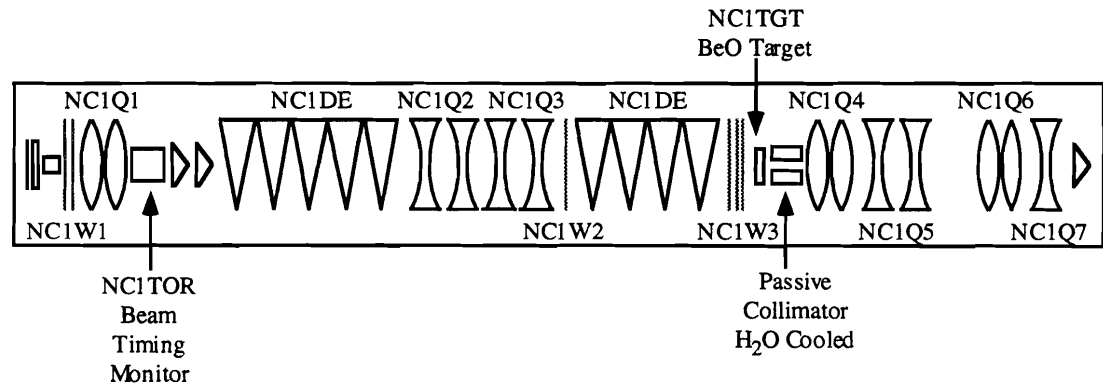 NC1TGT
BeO Target
NC1Q1
NC1DE
NC1Q2
NC1Q3
NC1DE
NC1Q4
NC1Q6
NC1W1
NC1W2
NC1W3
NC1Q5
NC1Q7
NC1TOR
Beam
Timing
Monitor
Passive
Collimator
H₂O Cooled